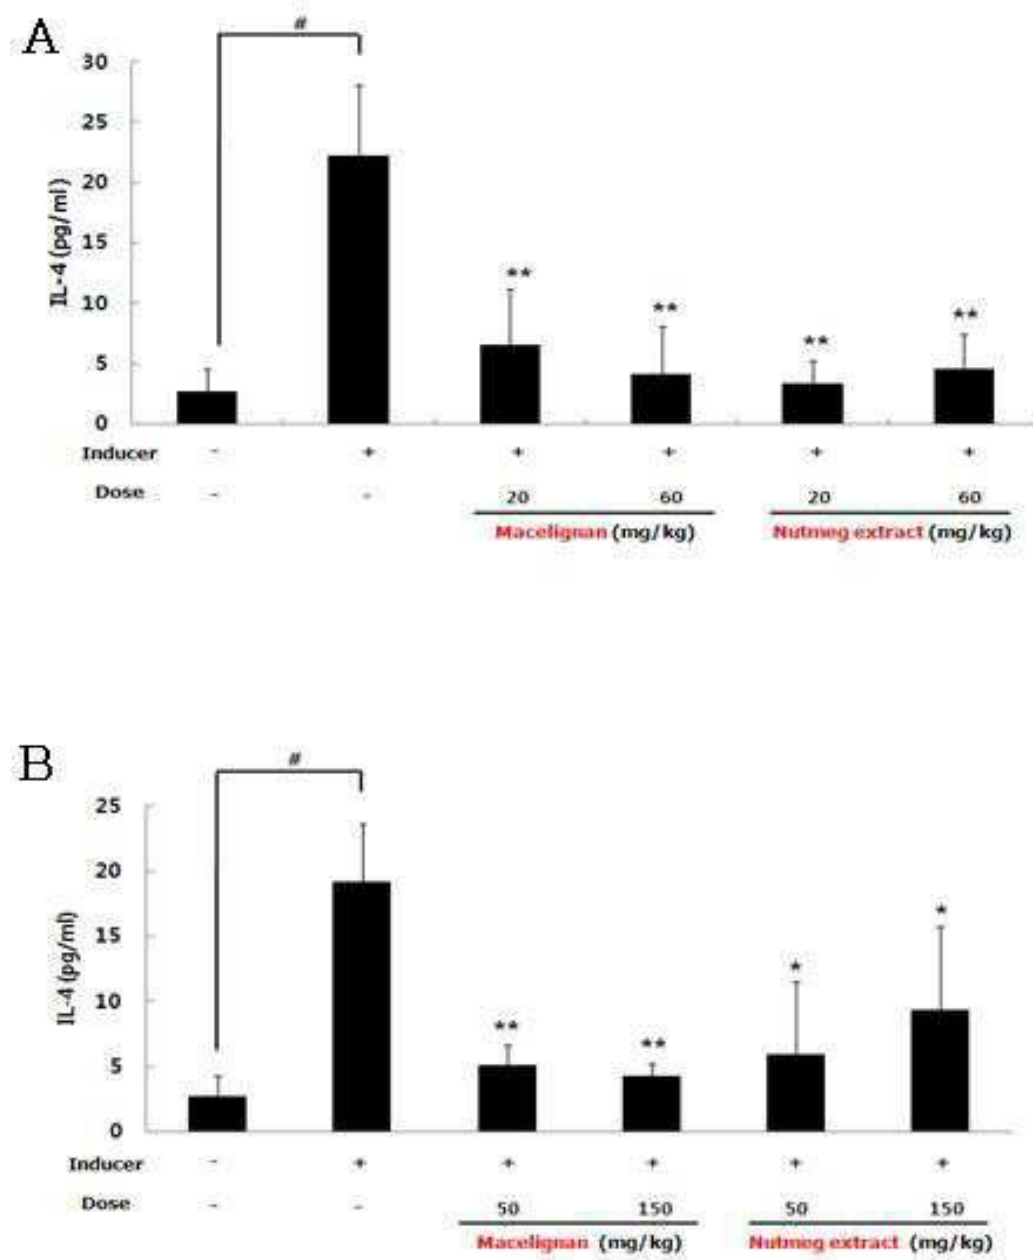 A
#
30
25
20
15
10
5
0
IL-4 (pg/ml)
**
**
**
**
Inducer - + + + + +
Dose - - 20 60 20 60
Macelignan (mg/kg) Nutmeg extract (mg/kg)
B
#
25
20
15
10
5
0
IL-4 (pg/ml)
**
**
*
*
Inducer - + + + + +
Dose - - 50 150 50 150
Macelignan (mg/kg) Nutmeg extract (mg/kg)